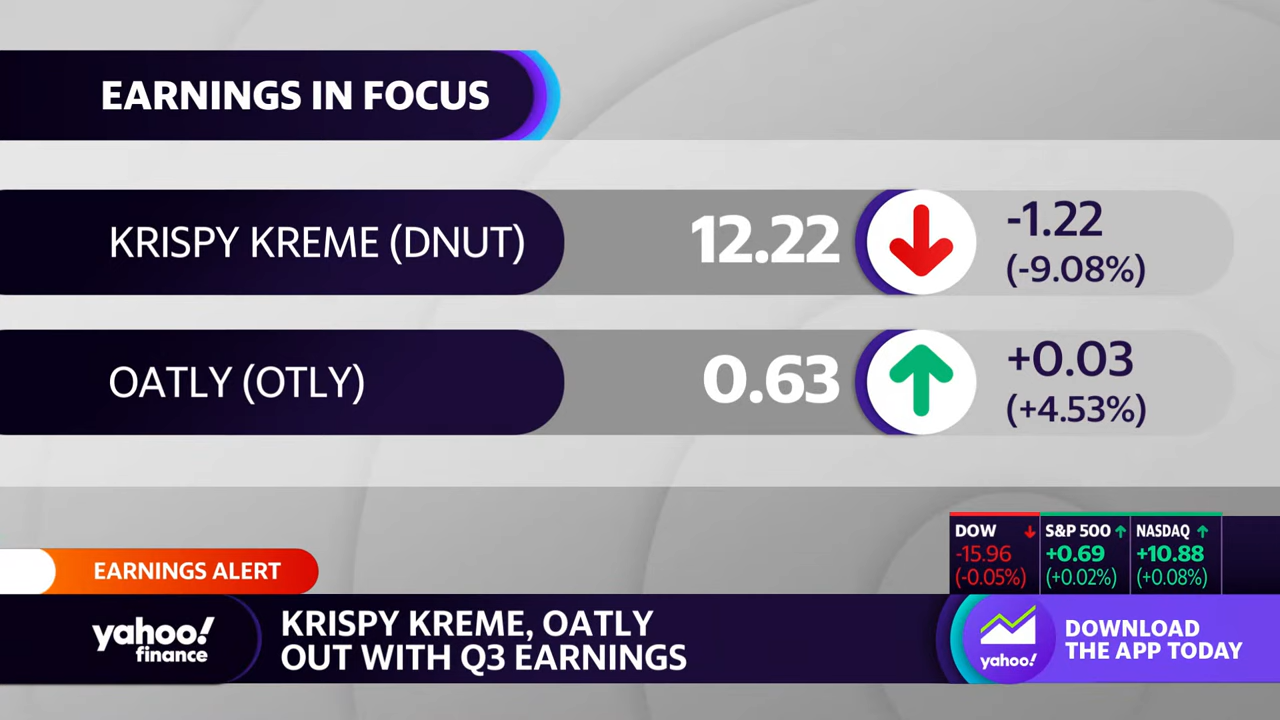 EARNINGS IN FOCUS
KRISPY KREME (DNUT)
12.22
-1.22
(-9.08%)
OATLY (OTLY)
0.63
+0.03
(+4.53%)
DOW
-15.96
(-0.05%)
S&P 500
+0.69
(+0.02%)
NASDAQ
+10.88
(+0.08%)
EARNINGS ALERT
yahoo!
finance
KRISPY KREME, OATLY
OUT WITH Q3 EARNINGS
yahoo!
DOWNLOAD
THE APP TODAY